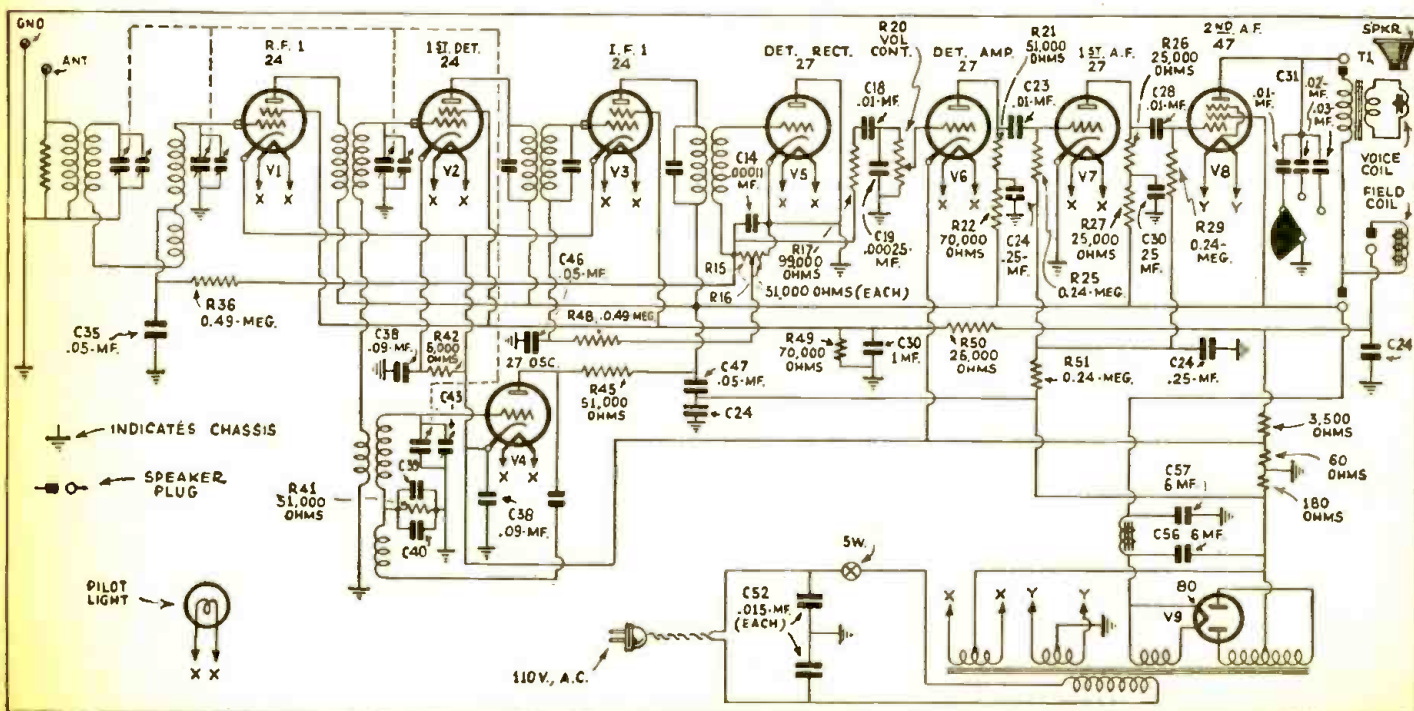 GND
ANT
R.F. 1
24
1ST. DET.
24
I.F. 1
24
DET. RECT.
27
R20
VOL
CONT.
DET. AMP.
27
R21
51,000
OHMS
1ST A.F.
27
R26
25,000
OHMS
2ND A.F.
47
SPKR
T1
C18
.01-MF.
C23
.01-MF.
C28
.01-MF.
.01-
MF.
C31
.02-
MF.
.03-
MF.
V1
X X
V2
X X
V3
X X
C14
.00011
MF.
V5
X X
V6
X X
V7
X X
V8
Y Y
VOICE
COIL
FIELD
COIL
C19
.00025-
MF.
R22
70,000
OHMS
C24
.25-
MF.
R27
25,000
OHMS
C30
25
MF.
R29
0.24-
MEG.
R25
0.24-MEG.
R15
R16
R17
99,000
OHMS
51,000 OHMS (EACH)
C46
.05-MF.
R36
0.49-MEG.
C35
.05-MF.
R48 .0.49 MEG.
C38
.09-MF.
R42
6,000
OHMS
27 OSC.
R45
51,000
OHMS
C47
.05-MF.
C24
R49
70,000
OHMS
C30
1 MF.
R50
26,000
OHMS
R51
0.24-MEG.
C24
.25-MF.
C24
INDICATES CHASSIS
SPEAKER
PLUG
C43
V4
X X
C39
R41
51,000
OHMS
C40
C38
.09-MF.
3,500
OHMS
60
OHMS
180
OHMS
C57
6 MF.
C56 6 MF.
PILOT
LIGHT
X X
5W.
C52
.015-MF.
(EACH)
110V., A.C.
X X Y Y
80
V9